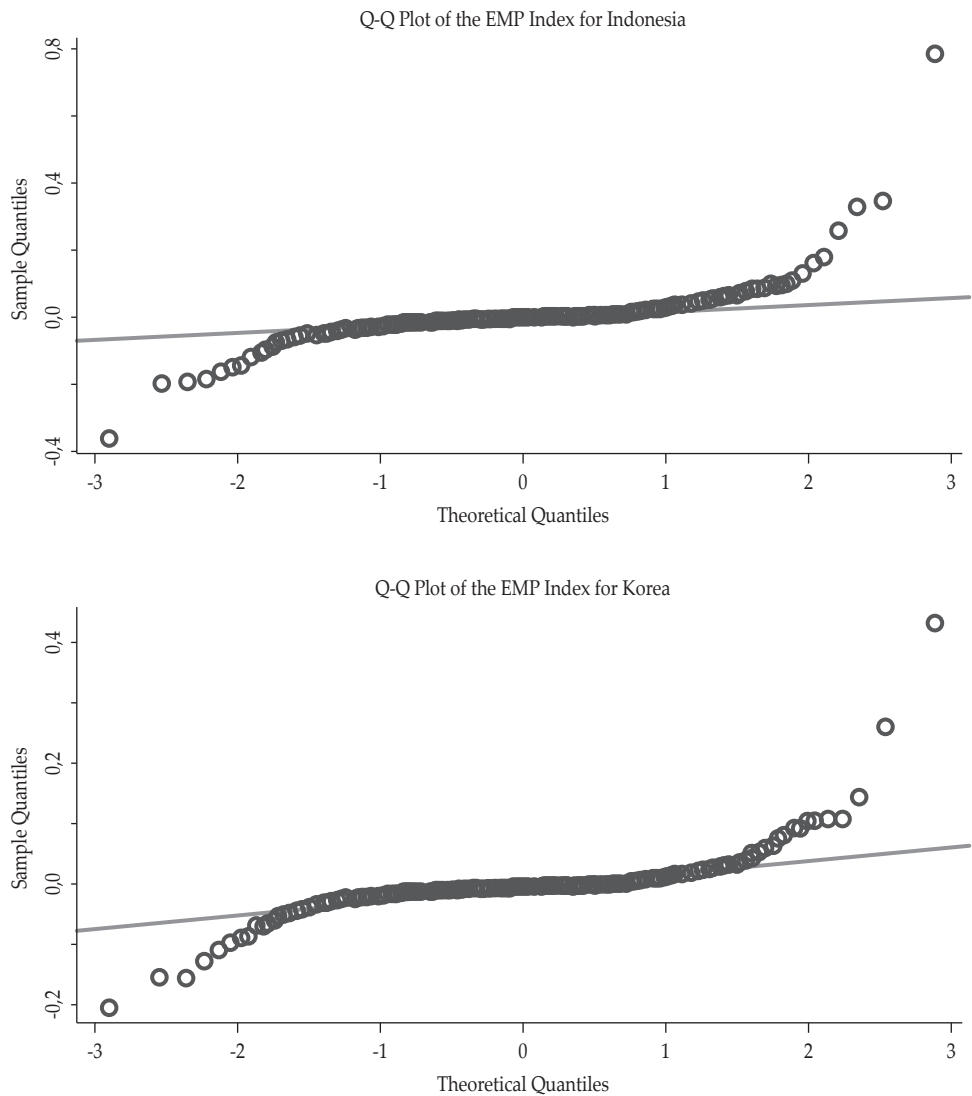 Q-Q Plot of the EMP Index for Indonesia
0,8
0,4
0,0
-0,4
Sample Quantiles
-3 -2 -1 0 1 2 3
Theoretical Quantiles
Q-Q Plot of the EMP Index for Korea
0,4
0,2
0,0
-0,2
Sample Quantiles
-3 -2 -1 0 1 2 3
Theoretical Quantiles